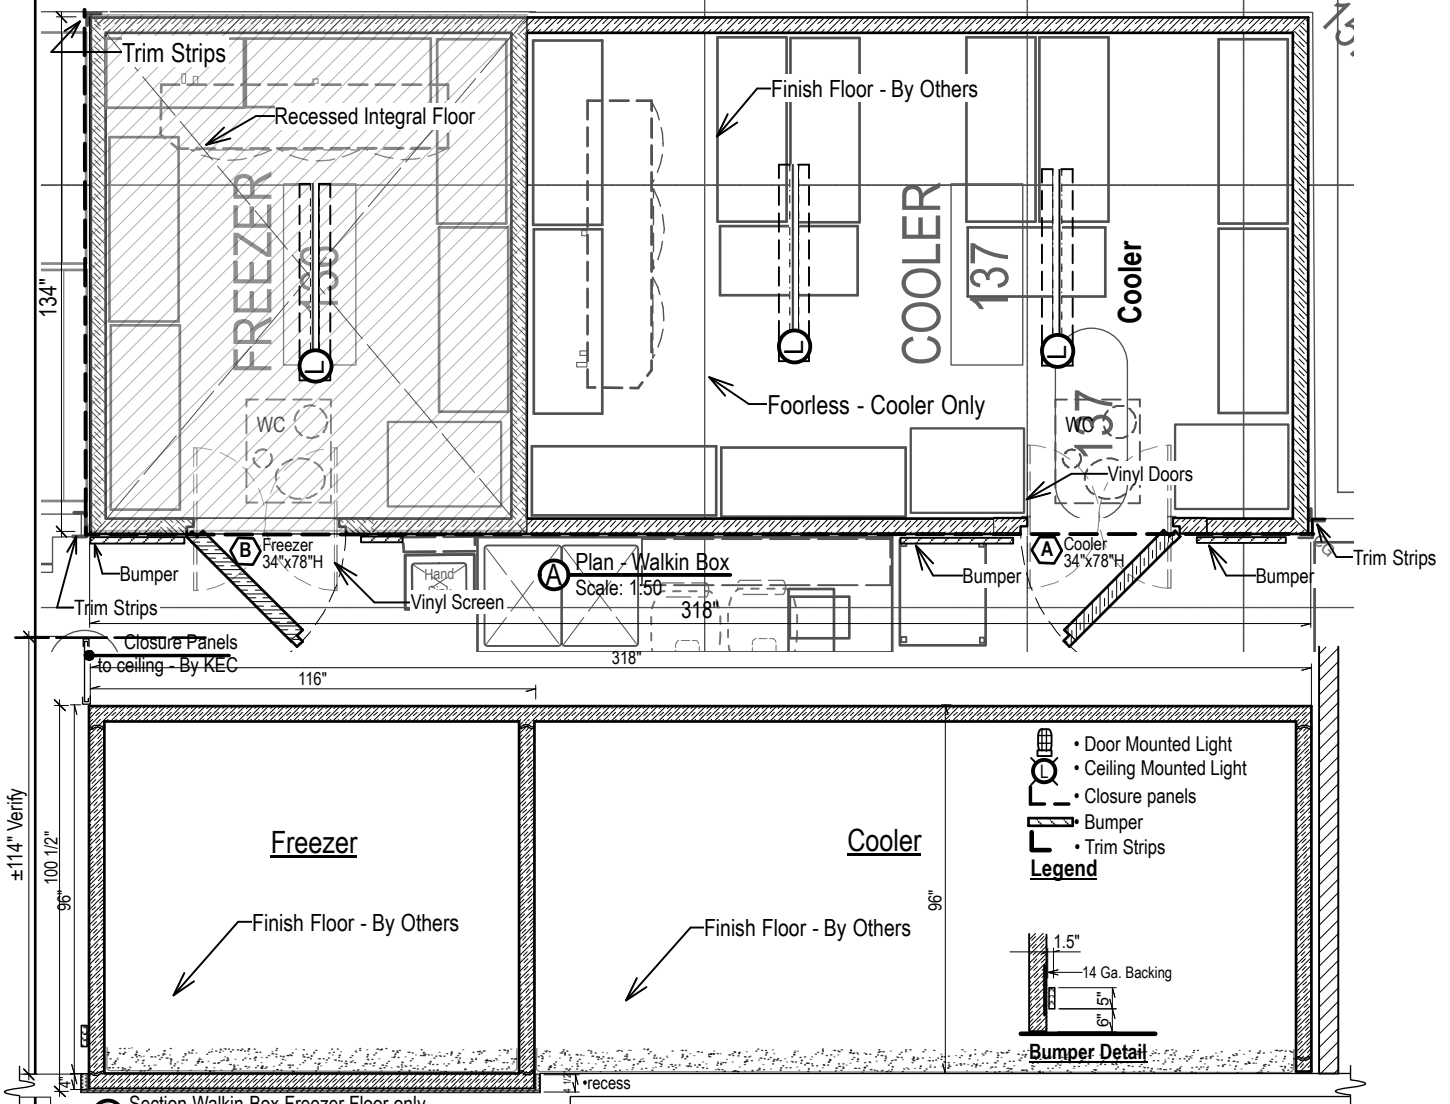 Trim Strips
Recessed Integral Floor
Finish Floor - By Others
FREEZER
COOLER
137
Cooler
134"
L
L
L
Foorless - Cooler Only
WC
WC
137
Vinyl Doors
B
Freezer
34"x78"H
A
Cooler
34"x78"H
Bumper
Trim Strips
Vinyl Screen
Hand
A
Plan - Walkin Box
Scale: 1:50
Bumper
Bumper
Trim Strips
318"
Closure Panels
to ceiling - By KEC
318"
116"
±114" Verify
100 1/2"
96"
96"
Freezer
Cooler
• Door Mounted Light
L
• Ceiling Mounted Light
• Closure panels
• Bumper
• Trim Strips
Legend
Finish Floor - By Others
Finish Floor - By Others
1.5"
14 Ga. Backing
5"
6"
Bumper Detail
4"
4 1/2"
•recess
Section Walkin Box Freezer Floor only